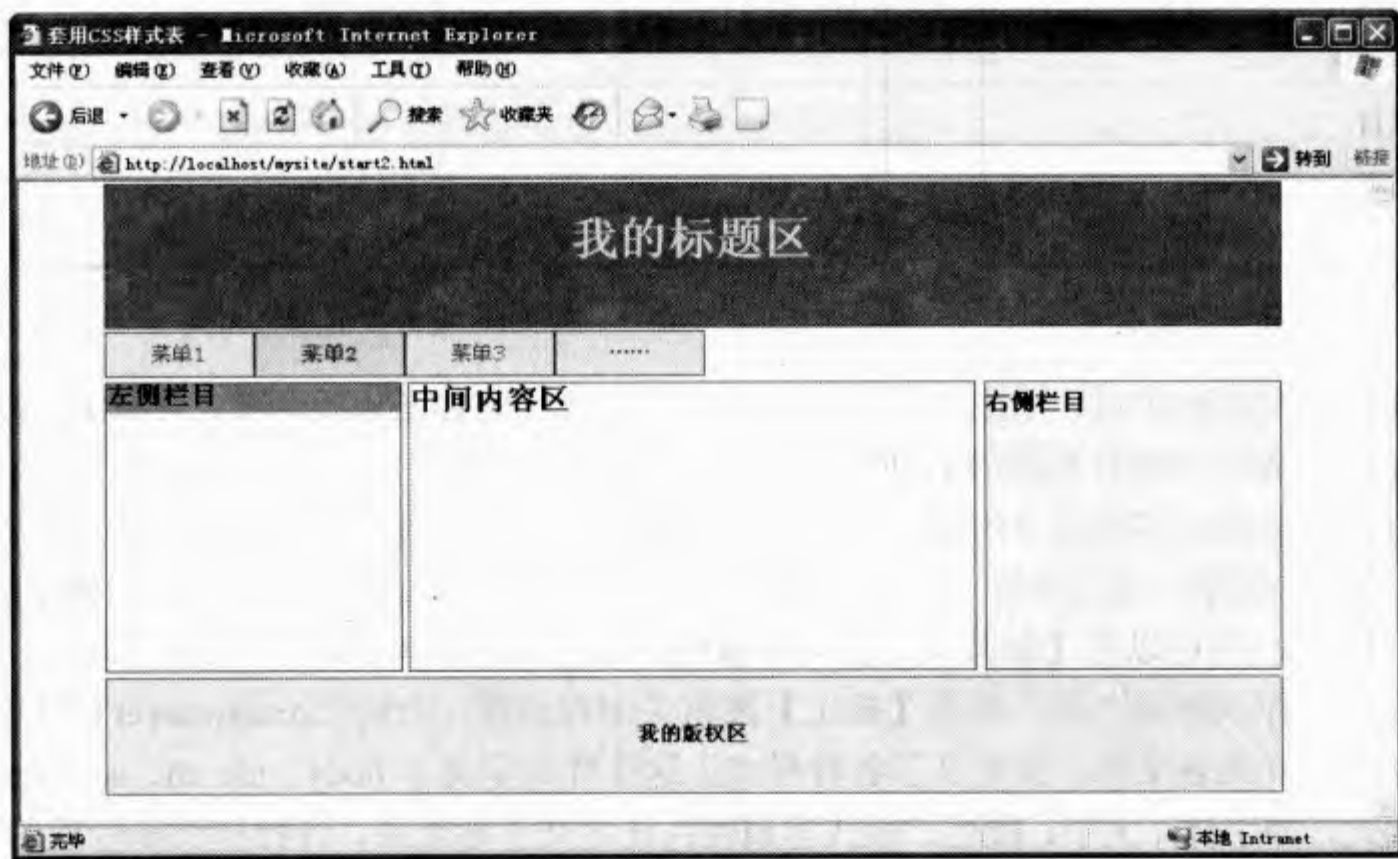 套用CSS样式表 - Microsoft Internet Explorer
文件(F) 编辑(E) 查看(V) 收藏(A) 工具(T) 帮助(H)
后退 搜索 收藏夹
地址(D) http://localhost/mysite/start2.html 转到 链接
我的标题区
菜单1 菜单2 菜单3 ……
左侧栏目 中间内容区 右侧栏目
我的版权区
完毕 本地 Intranet